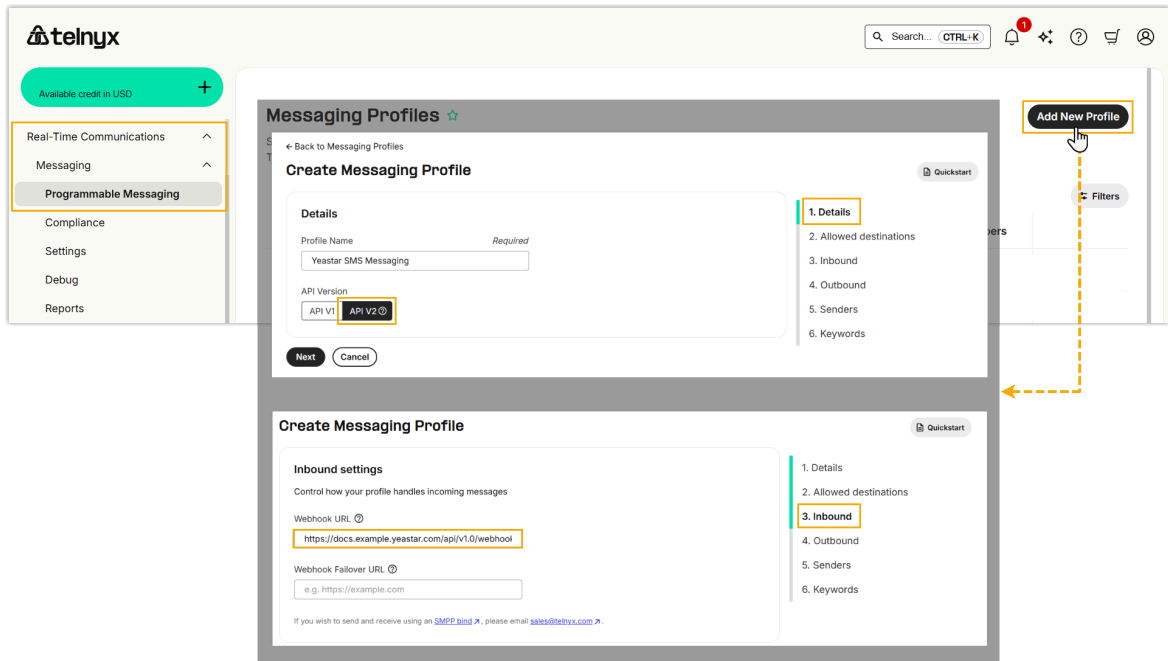 telnyx
Search... CTRL+K
1
Available credit in USD
+
Real-Time Communications
Messaging
Programmable Messaging
Compliance
Settings
Debug
Reports
Messaging Profiles
Add New Profile
Filters
S
T
ers
← Back to Messaging Profiles
Create Messaging Profile
Quickstart
Details
Profile Name Required
Yeastar SMS Messaging
API Version
API V1 API V2
Next Cancel
1. Details
2. Allowed destinations
3. Inbound
4. Outbound
5. Senders
6. Keywords
Create Messaging Profile
Quickstart
Inbound settings
Control how your profile handles incoming messages
Webhook URL
https://docs.example.yeastar.com/api/v1.0/webhook
Webhook Failover URL
e.g. https://example.com
If you wish to send and receive using an SMPP bind, please email sales@telnyx.com.
1. Details
2. Allowed destinations
3. Inbound
4. Outbound
5. Senders
6. Keywords